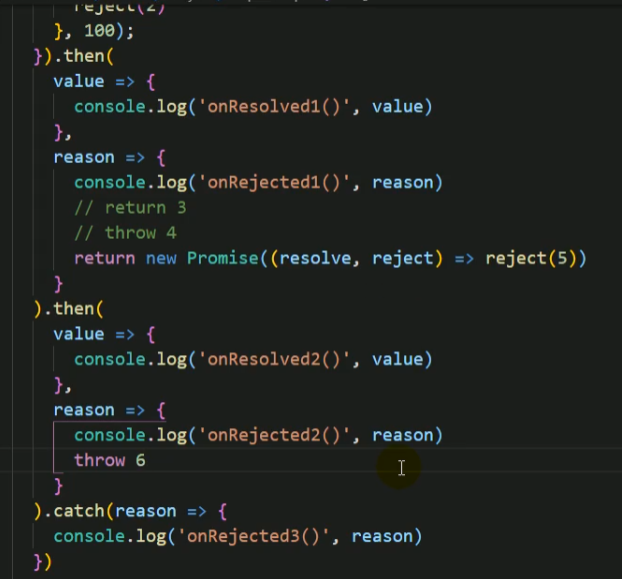 reject(2)
}, 100);
}).then(
value => {
console.log('onResolved1()', value)
},
reason => {
console.log('onRejected1()', reason)
// return 3
// throw 4
return new Promise((resolve, reject) => reject(5))
}
).then(
value => {
console.log('onResolved2()', value)
},
reason => {
console.log('onRejected2()', reason)
throw 6
}
).catch(reason => {
console.log('onRejected3()', reason)
})